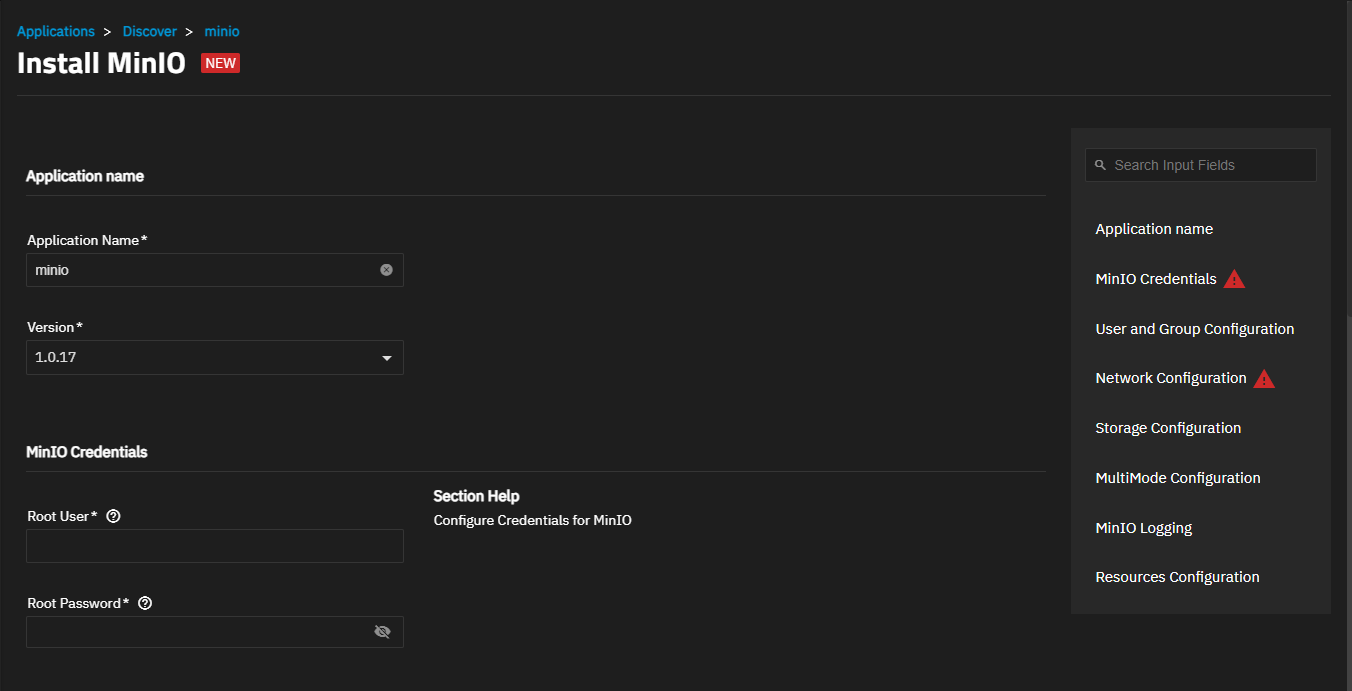 Applications > Discover > minio
Install MinIO NEW
Application name
Application Name*
minio
Version*
1.0.17
MinIO Credentials
Root User*
Root Password*
Section Help
Configure Credentials for MinIO
Search Input Fields
Application name
MinIO Credentials
User and Group Configuration
Network Configuration
Storage Configuration
MultiMode Configuration
MinIO Logging
Resources Configuration